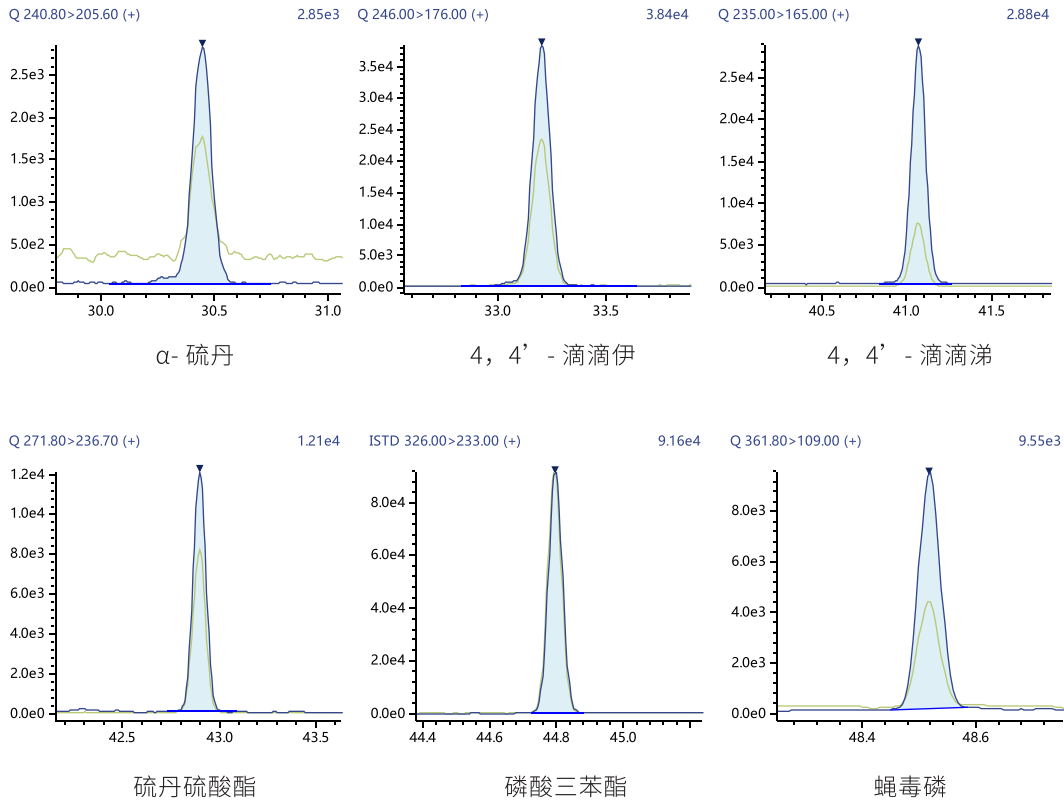 Q 240.80>205.60 (+) 2.85e3
2.5e3
2.0e3
1.5e3
1.0e3
5.0e2
0.0e0
30.0 30.5 31.0
α- 硫丹
Q 246.00>176.00 (+) 3.84e4
3.5e4
3.0e4
2.5e4
2.0e4
1.5e4
1.0e4
5.0e3
0.0e0
33.0 33.5
4，4’ - 滴滴伊
Q 235.00>165.00 (+) 2.88e4
2.5e4
2.0e4
1.5e4
1.0e4
5.0e3
0.0e0
40.5 41.0 41.5
4，4’ - 滴滴涕
Q 271.80>236.70 (+) 1.21e4
1.2e4
1.0e4
8.0e3
6.0e3
4.0e3
2.0e3
0.0e0
42.5 43.0 43.5
硫丹硫酸酯
ISTD 326.00>233.00 (+) 9.16e4
8.0e4
6.0e4
4.0e4
2.0e4
0.0e0
44.4 44.6 44.8 45.0
磷酸三苯酯
Q 361.80>109.00 (+) 9.55e3
8.0e3
6.0e3
4.0e3
2.0e3
0.0e0
48.4 48.6
蝇毒磷